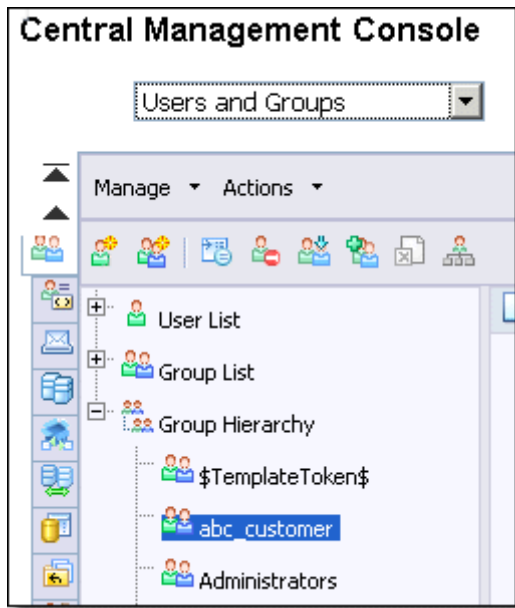 Central Management Console
Users and Groups
Manage Actions
User List
Group List
Group Hierarchy
$TemplateToken$
abc_customer
Administrators